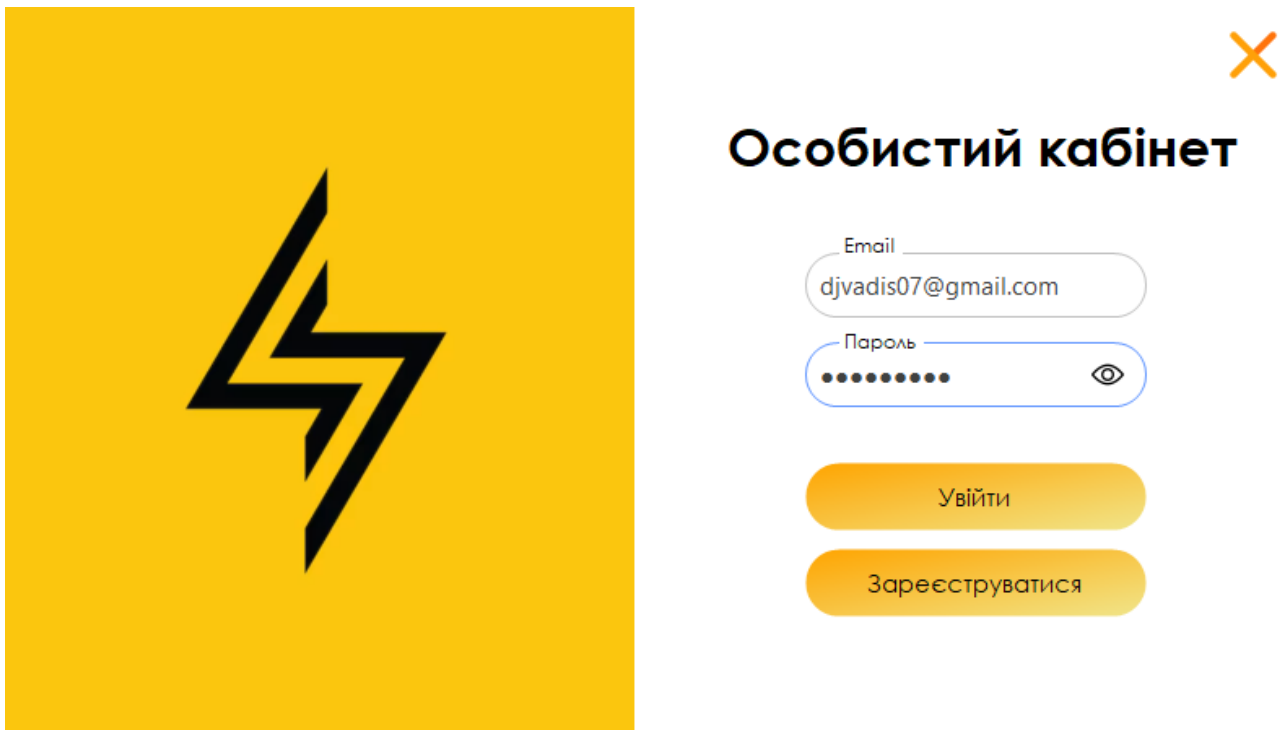 Особистий кабінет
Email
djvadis07@gmail.com
Пароль
•••••••••
Увійти
Зареєструватися